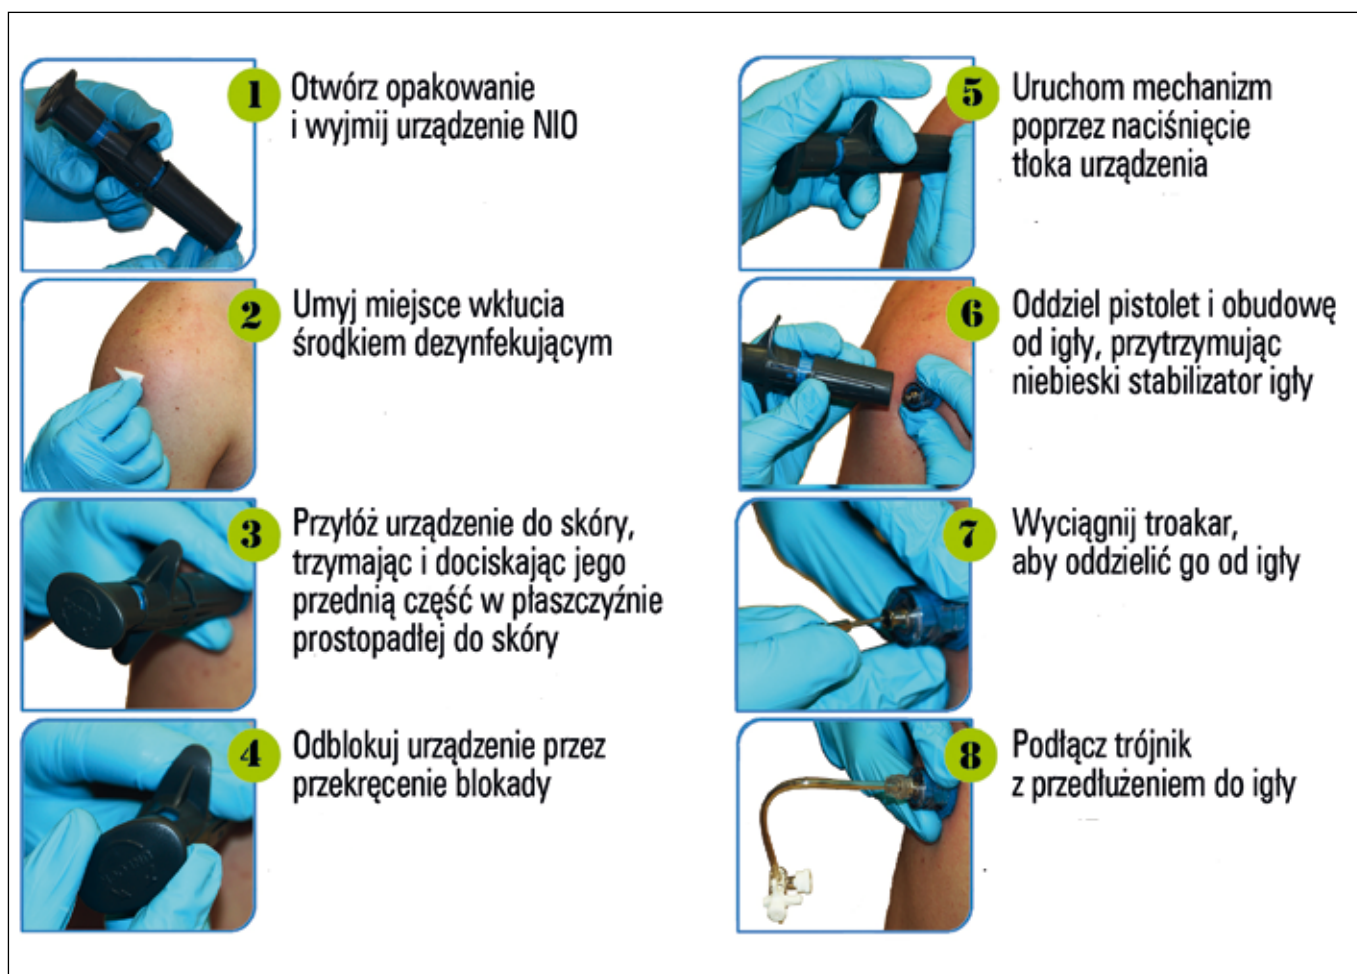 1
Otwórz opakowanie
i wyjmij urządzenie NIO
2
Umyj miejsce wkłucia
środkiem dezynfekującym
3
Przyłóż urządzenie do skóry,
trzymając i dociskając jego
przednią część w płaszczyźnie
prostopadłej do skóry
4
Odblokuj urządzenie przez
przekręcenie blokady
5
Uruchom mechanizm
poprzez naciśnięcie
tłoka urządzenia
6
Oddziel pistolet i obudowę
od igły, przytrzymując
niebieski stabilizator igły
7
Wyciągnij troakar,
aby oddzielić go od igły
8
Podłącz trójnik
z przedłużeniem do igły